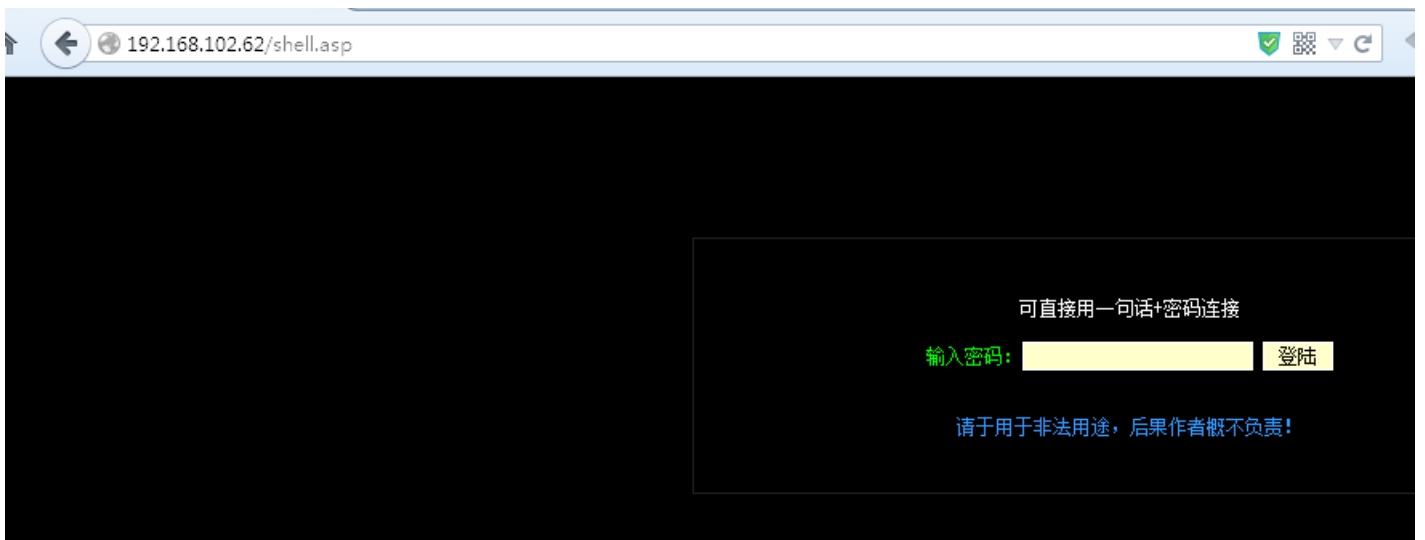 192.168.102.62/shell.asp
可直接用一句话+密码连接
输入密码: 登陆
请于用于非法用途,后果作者概不负责!